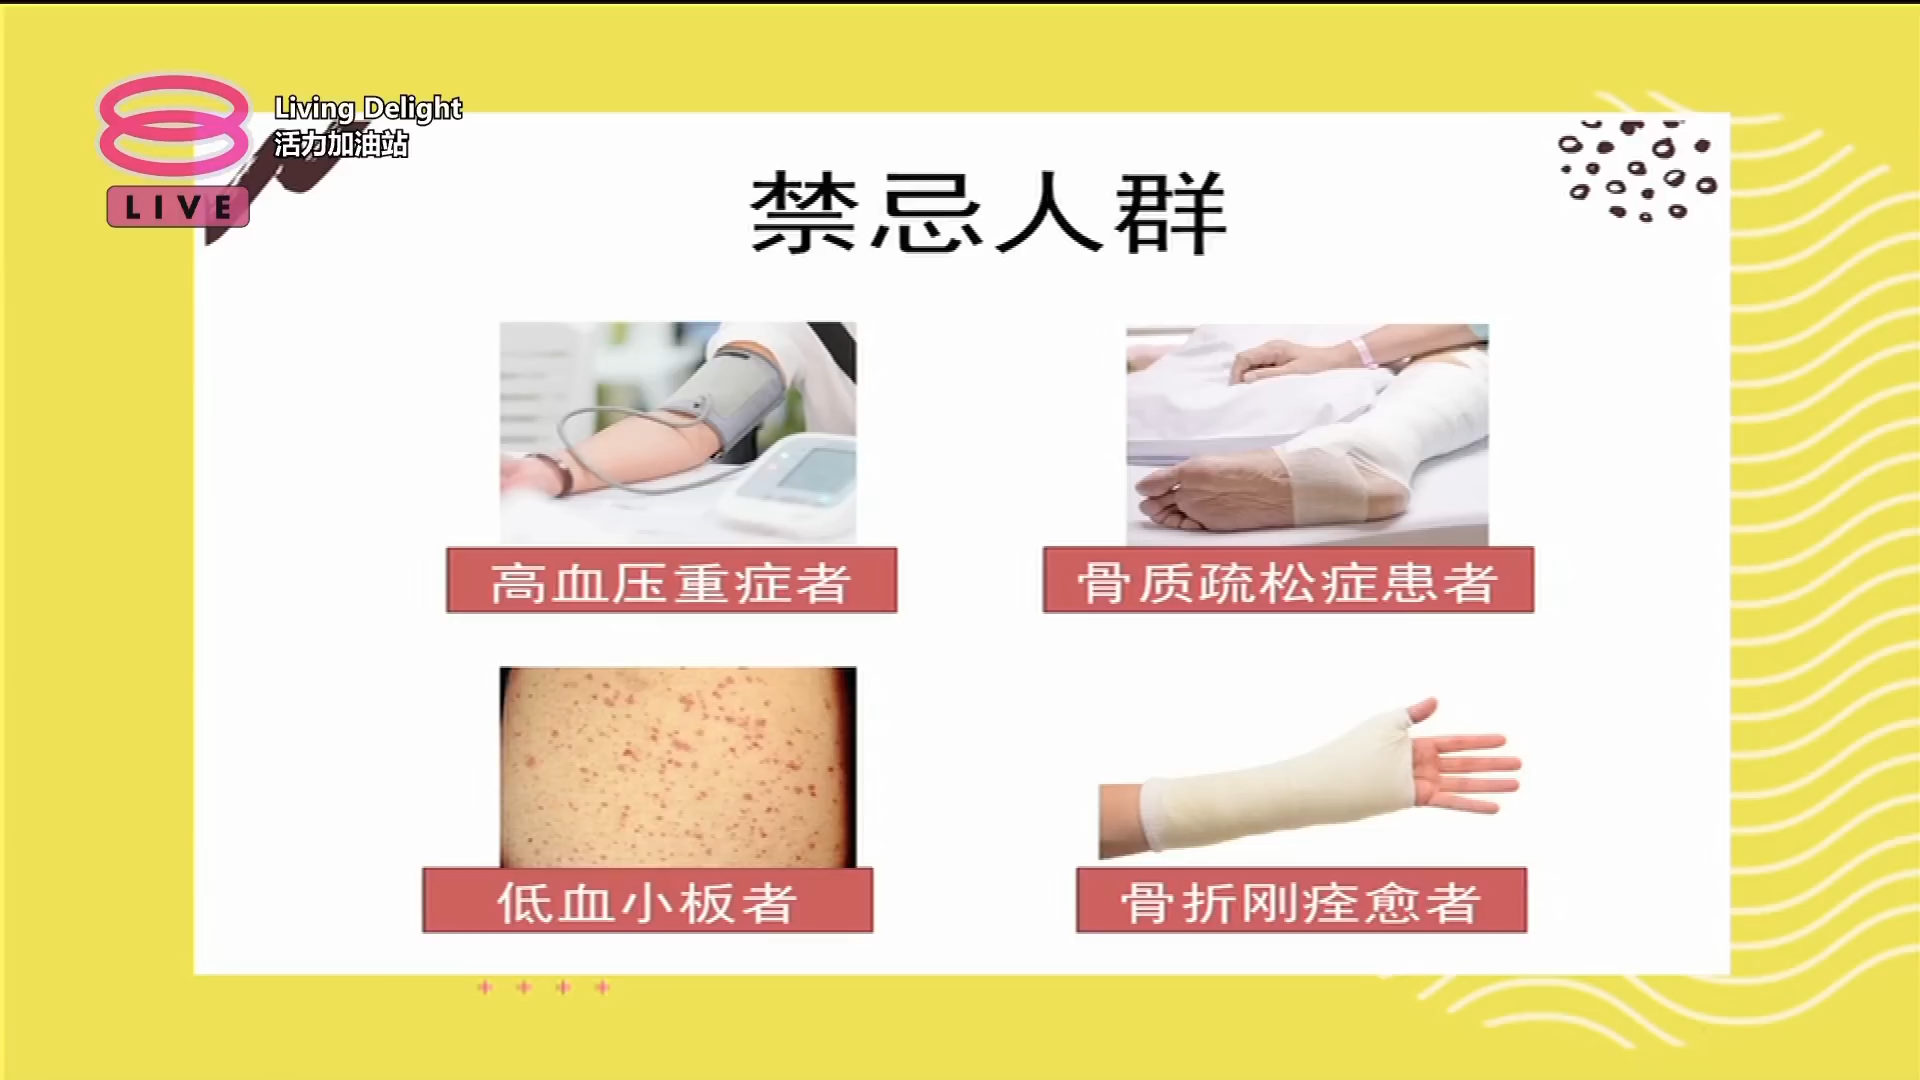 Living Delight
活力加油站
LIVE
禁忌人群
高血压重症者
骨质疏松症患者
低血小板者
骨折刚痊愈者